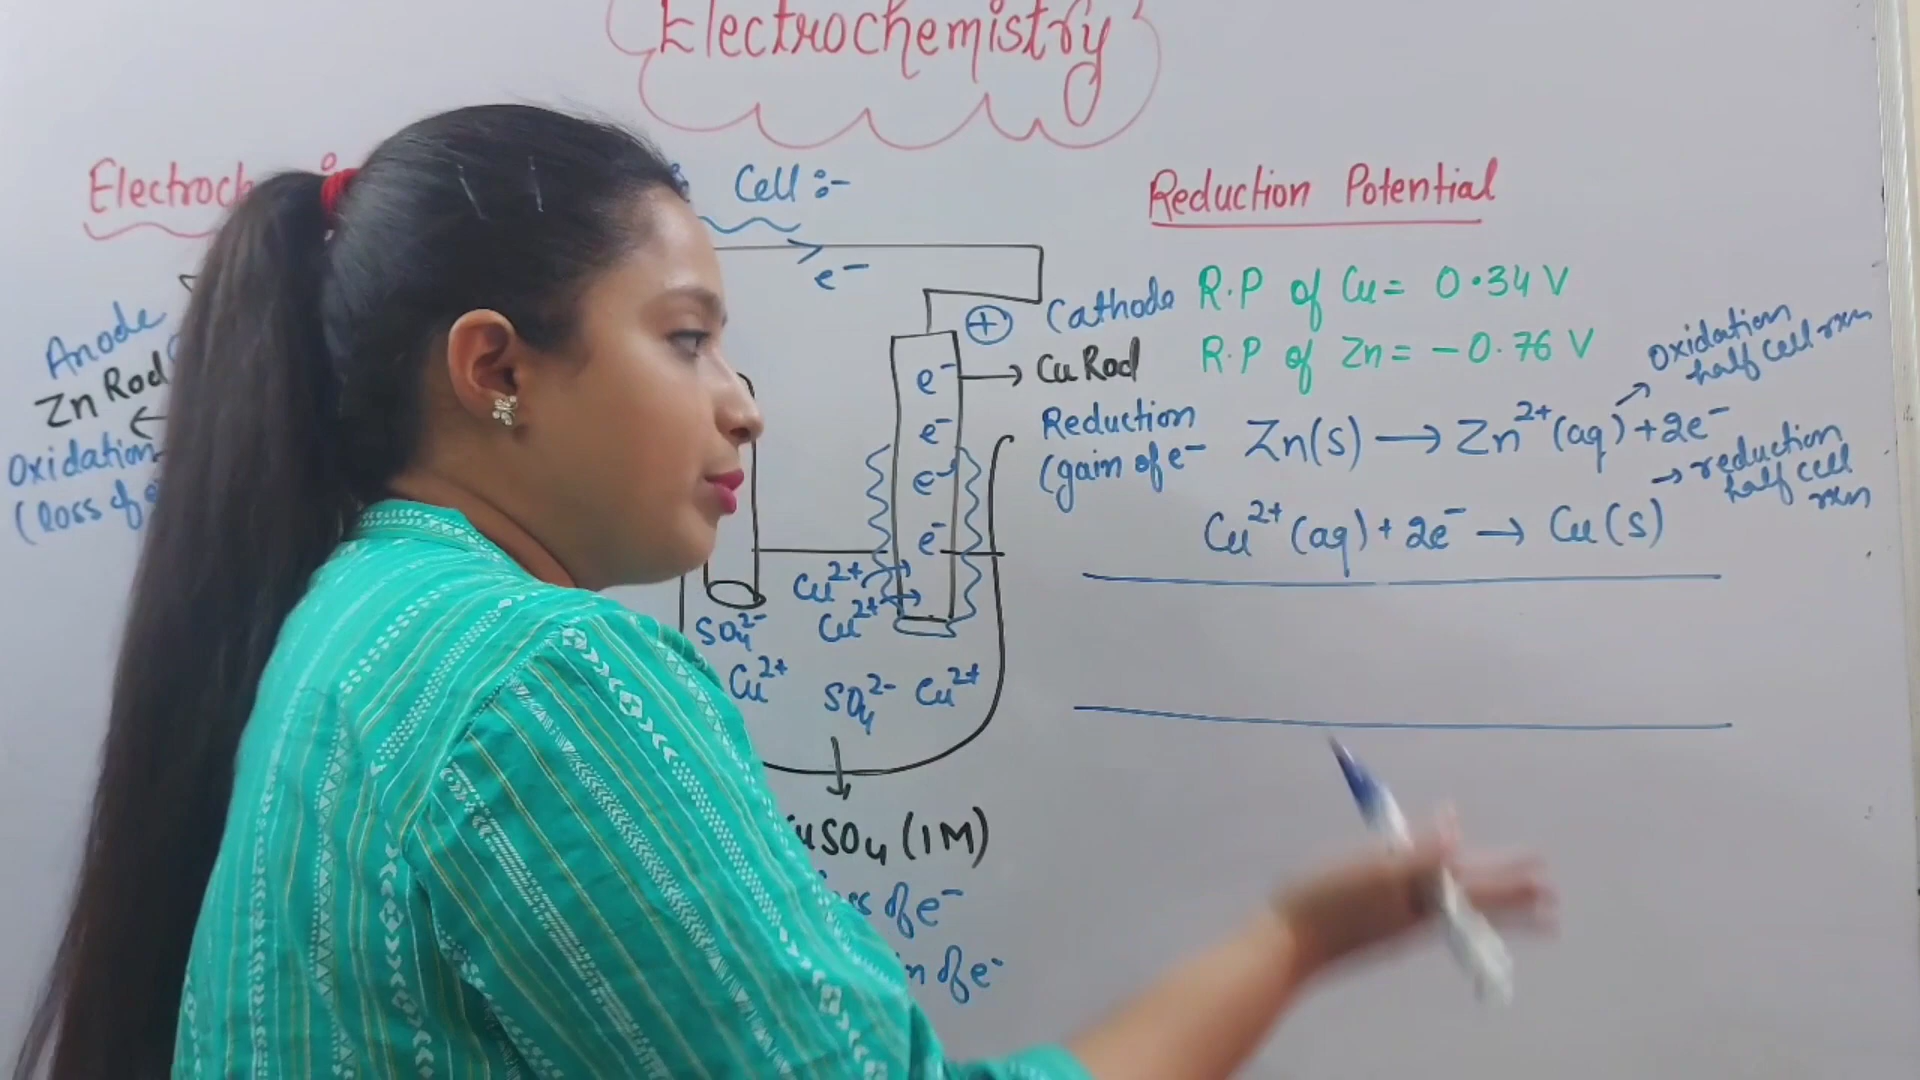 Electrochemistry
Cell :-
Reduction Potential
e-
Anode
Zn Rod
Oxidation
(loss of e
+
Cathode
Cu Rod
Reduction
(gain of e-
e-
e-
e-
e-
R.P of Cu = 0.34 V
R.P of Zn = -0.76 V
Zn(s) → Zn2+(aq) + 2e-
Oxidation
half cell rxn
Cu2+(aq) + 2e- → Cu(s)
→ reduction
half cell
rxn
Cu2+
Cu2+
SO42-
Cu2+
SO42-
Cu2+
uSO4 (1M)
of e-
of e-